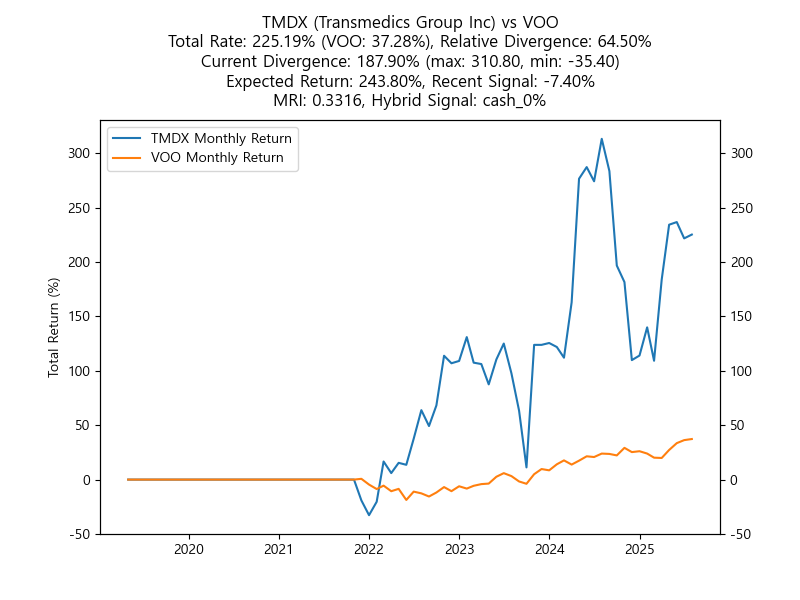 TMDX (Transmedics Group Inc) vs VOO
Total Rate: 225.19% (VOO: 37.28%), Relative Divergence: 64.50%
Current Divergence: 187.90% (max: 310.80, min: -35.40)
Expected Return: 243.80%, Recent Signal: -7.40%
MRI: 0.3316, Hybrid Signal: cash_0%
TMDX Monthly Return
VOO Monthly Return
Total Return (%)
300
250
200
150
100
50
0
-50
300
250
200
150
100
50
0
-50
2020
2021
2022
2023
2024
2025